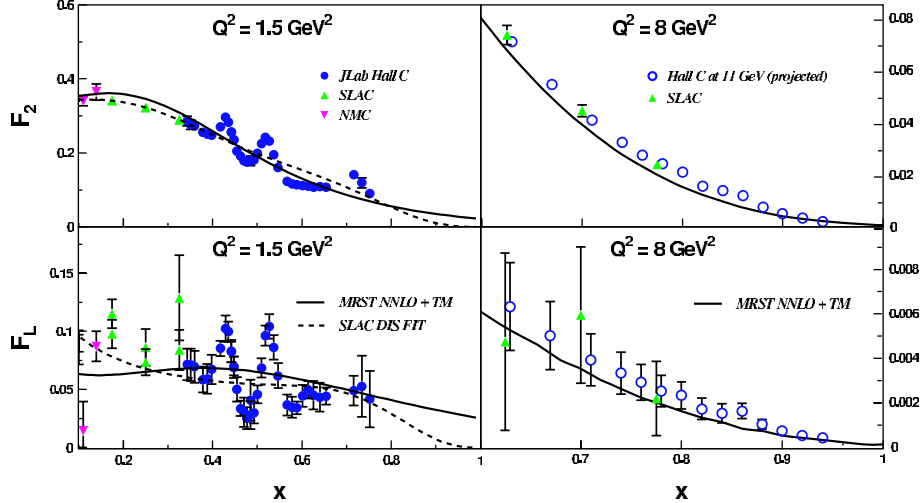 Q² = 1.5 GeV²
Q² = 8 GeV²
0.6
0.4
0.2
0
F₂
JLab Hall C
SLAC
NMC
Hall C at 11 GeV (projected)
SLAC
0.08
0.06
0.04
0.02
0
Q² = 1.5 GeV²
Q² = 8 GeV²
0.15
0.1
0.05
0
F_L
MRST NNLO + TM
SLAC DIS FIT
MRST NNLO + TM
0.006
0.004
0.002
0
0.2 0.4 0.6 0.8 1 0.7 0.8 0.9 1
x x